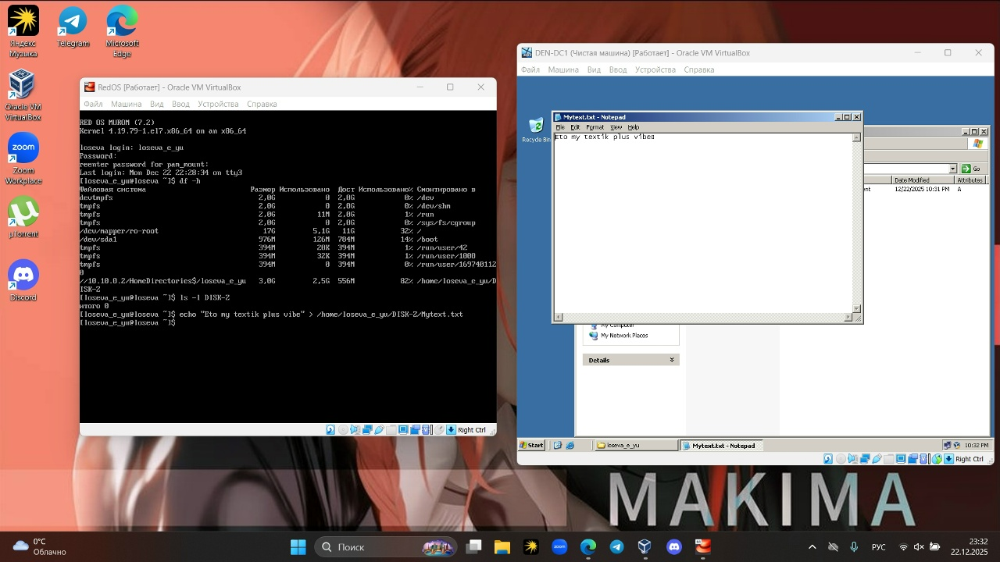 Яндекс Музыка
Telegram
Microsoft Edge
Oracle VM VirtualBox
Zoom Workplace
zoom
µTorrent
Discord
RedOS [Работает] - Oracle VM VirtualBox
Файл Машина Вид Ввод Устройства Справка
RED OS MUROM (7.2)
Kernel 4.19.79-1.el7.x86_64 on an x86_64
loseva login: loseva_e_yu
Password:
reenter password for pam_mount:
Last login: Mon Dec 22 22:28:34 on tty3
[loseva_e_yu@loseva ~]$ df -h
Файловая система Размер Использовано Дост Использовано% Смонтировано в
devtmpfs 2,0G 0 2,0G 0% /dev
tmpfs 2,0G 0 2,0G 0% /dev/shm
tmpfs 2,0G 11M 2,0G 1% /run
tmpfs 2,0G 0 2,0G 0% /sys/fs/cgroup
/dev/mapper/ro-root 17G 5,1G 11G 32% /
/dev/sda1 976M 126M 784M 14% /boot
tmpfs 394M 20K 394M 1% /run/user/42
tmpfs 394M 32K 394M 1% /run/user/1000
tmpfs 394M 0 394M 0% /run/user/169740112
0
//10.10.0.2/HomeDirectories$/loseva_e_yu 3,0G 2,5G 556M 82% /home/loseva_e_yu/D
ISK-Z
[loseva_e_yu@loseva ~]$ ls -l DISK-Z
итого 0
[loseva_e_yu@loseva ~]$ echo "Eto my textik plus vibe" > /home/loseva_e_yu/DISK-Z/Mytext.txt
[loseva_e_yu@loseva ~]$
Right Ctrl
DEN-DC1 (Чистая машина) [Работает] - Oracle VM VirtualBox
Файл Машина Вид Ввод Устройства Справка
Recycle Bin
Mytext.txt - Notepad
File Edit Format View Help
Eto my textik plus vibe
Go
Date Modified Attributes
ent 12/22/2025 10:31 PM A
My Computer
My Network Places
Details
Start loseva_e_yu Mytext.txt - Notepad 10:32 PM
Right Ctrl
MAKIMA
0°C
Облачно
Поиск
zoom
РУС
23:32
22.12.2025